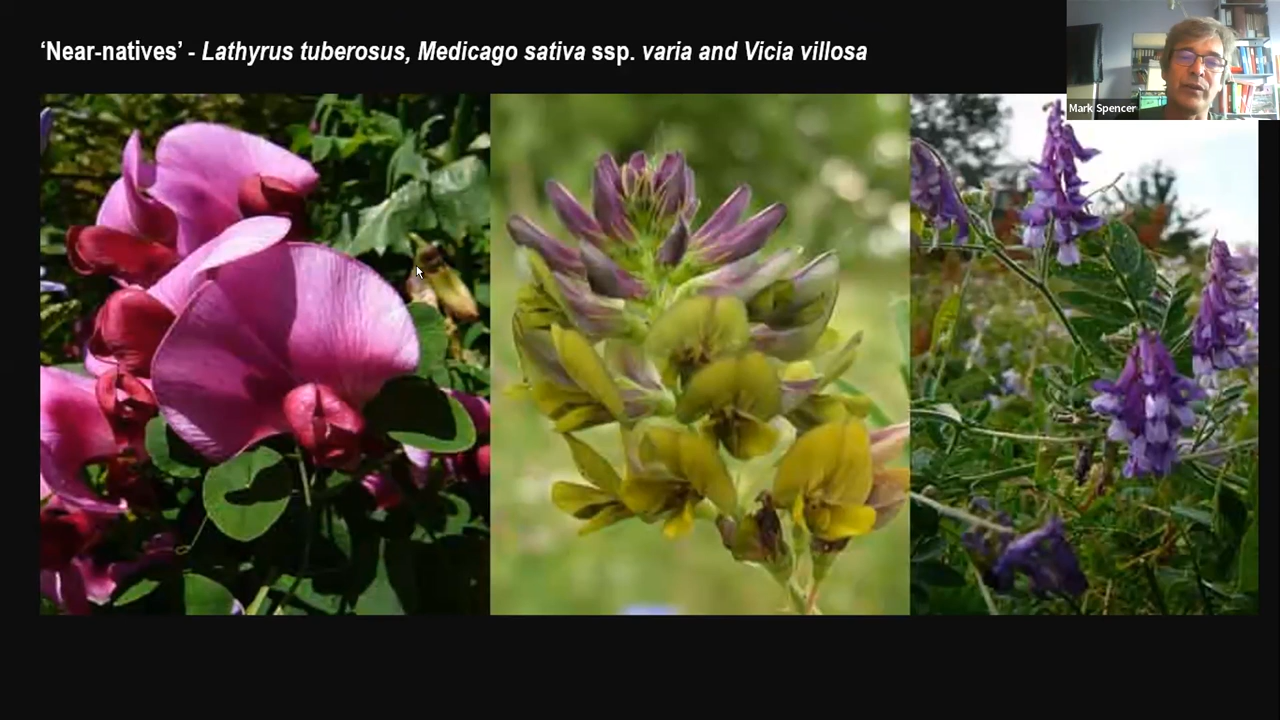 ‘Near-natives’ - Lathyrus tuberosus, Medicago sativa ssp. varia and Vicia villosa
Mark Spencer